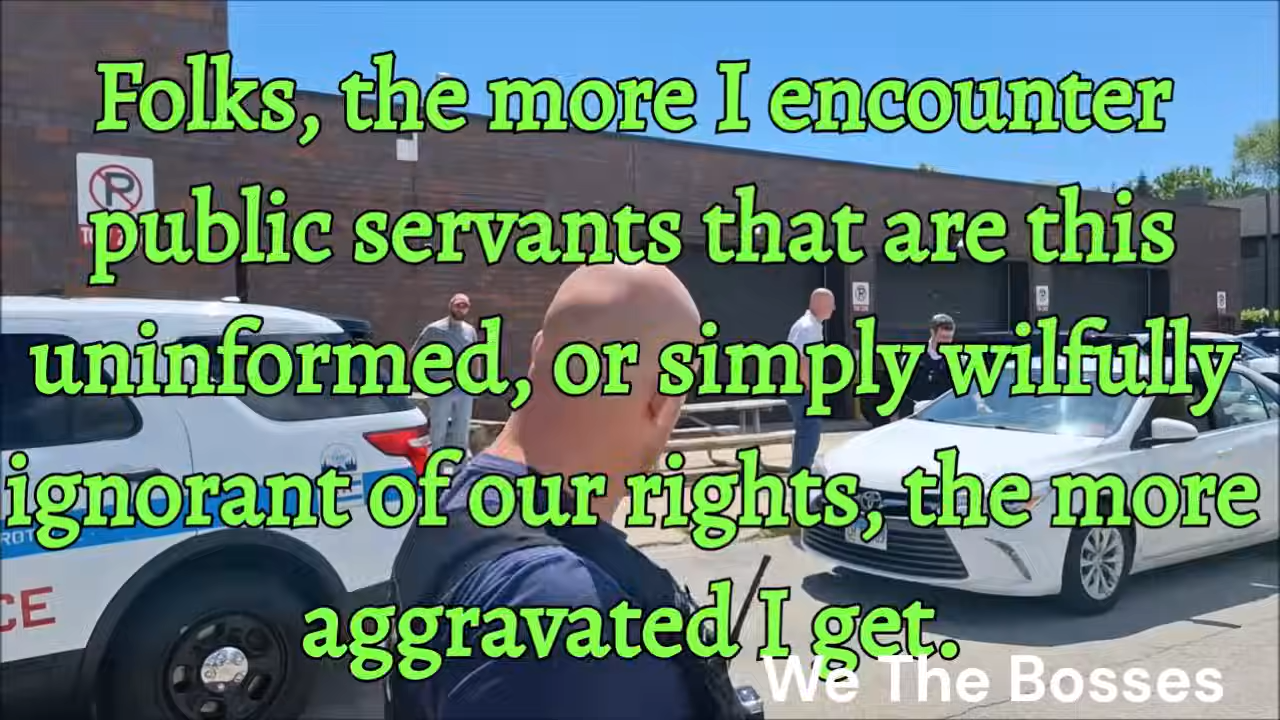 Folks, the more I encounter
public servants that are this
uninformed, or simply wilfully
ignorant of our rights, the more
aggravated I get.
We The Bosses
P
CE